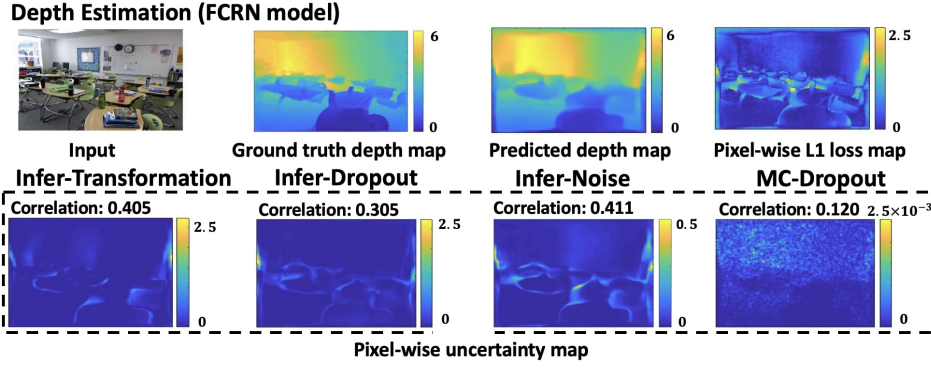 Depth Estimation (FCRN model)
6
0
6
0
2.5
0
Input
Ground truth depth map
Predicted depth map
Pixel-wise L1 loss map
Infer-Transformation
Infer-Dropout
Infer-Noise
MC-Dropout
Correlation: 0.405
Correlation: 0.305
Correlation: 0.411
Correlation: 0.120
2.5×10⁻³
2.5
0
2.5
0
0.5
0
0
Pixel-wise uncertainty map